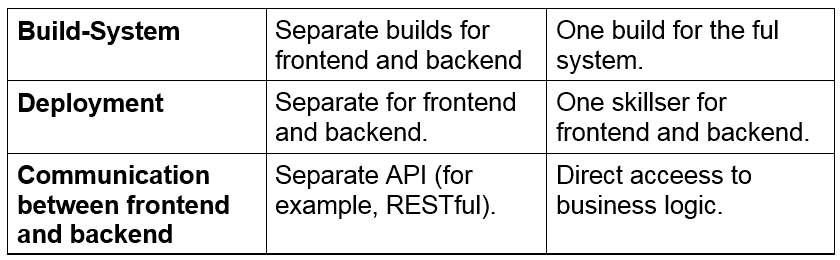 Build-System
Separate builds for
frontend and backend
One build for the ful
system.
Deployment
Separate for frontend
and backend.
One skillser for
frontend and backend.
Communication
between frontend
and backend
Separate API (for
example, RESTful).
Direct acceess to
business logic.